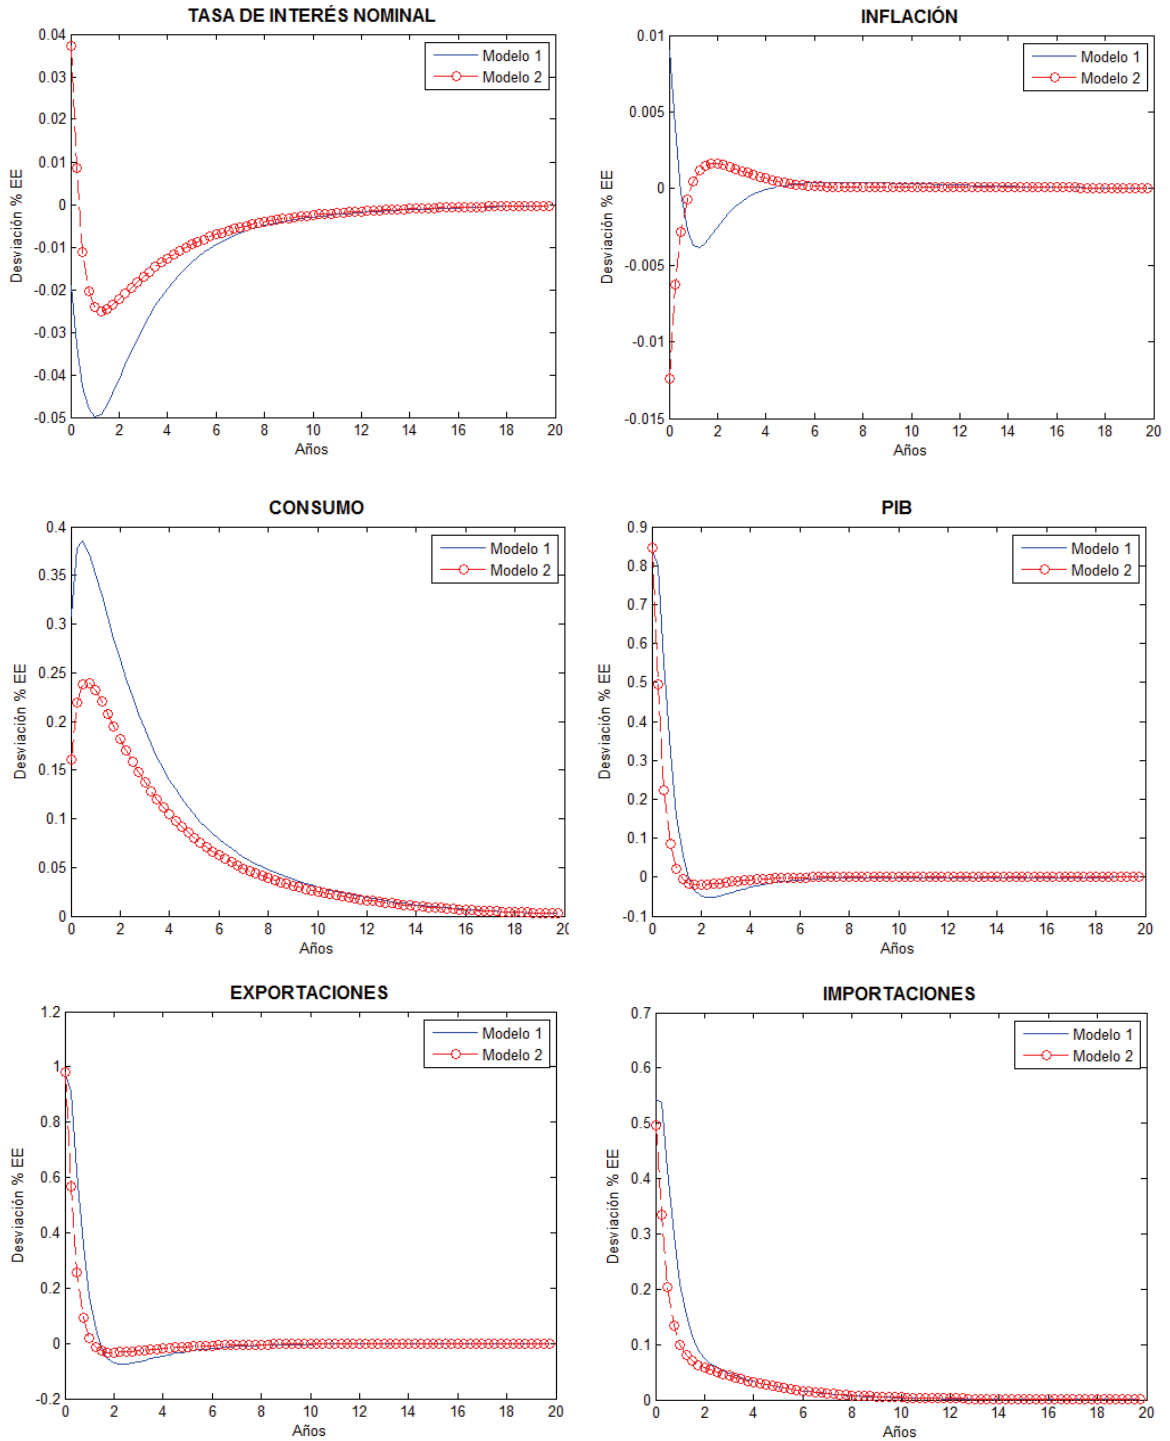 TASA DE INTERÉS NOMINAL
0.04
0.03
0.02
0.01
0
-0.01
-0.02
-0.03
-0.04
-0.05
Desviación % EE
Modelo 1
Modelo 2
0 2 4 6 8 10 12 14 16 18 20
Años
INFLACIÓN
0.01
0.005
0
-0.005
-0.01
-0.015
Desviación % EE
Modelo 1
Modelo 2
0 2 4 6 8 10 12 14 16 18 20
Años
CONSUMO
0.4
0.35
0.3
0.25
0.2
0.15
0.1
0.05
0
Desviación % EE
Modelo 1
Modelo 2
0 2 4 6 8 10 12 14 16 18 20
Años
PIB
0.9
0.8
0.7
0.6
0.5
0.4
0.3
0.2
0.1
0
-0.1
Desviación % EE
Modelo 1
Modelo 2
0 2 4 6 8 10 12 14 16 18 20
Años
EXPORTACIONES
1.2
1
0.8
0.6
0.4
0.2
0
-0.2
Desviación % EE
Modelo 1
Modelo 2
0 2 4 6 8 10 12 14 16 18 20
Años
IMPORTACIONES
0.7
0.6
0.5
0.4
0.3
0.2
0.1
0
Desviación % EE
Modelo 1
Modelo 2
0 2 4 6 8 10 12 14 16 18 20
Años